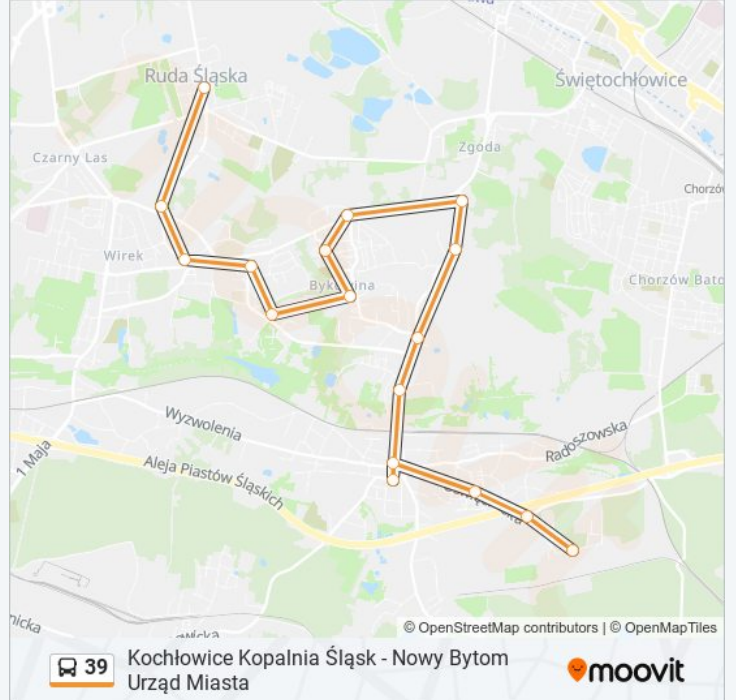 Ruda Śląska
Świętochłowice
Zgoda
Czarny Las
Wirek
Chorzów Bato
1 Maja
Wyzwolenia
Radoszowska
Aleja Piastów Śląskich
© OpenStreetMap contributors | © OpenMapTiles
39
Kochłowice Kopalnia Śląsk - Nowy Bytom
Urząd Miasta
moovit